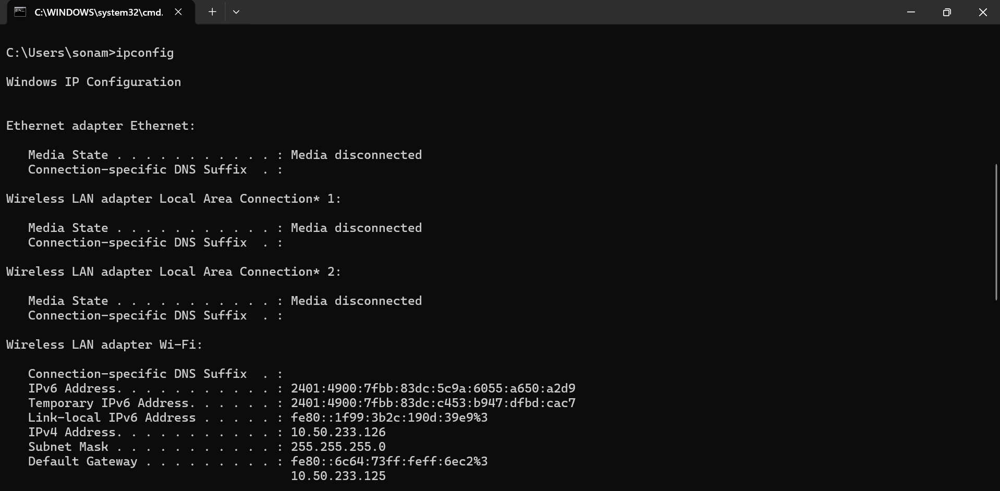 C:\WINDOWS\system32\cmd.
C:\Users\sonam>ipconfig
Windows IP Configuration
Ethernet adapter Ethernet:
   Media State . . . . . . . . . . . : Media disconnected
   Connection-specific DNS Suffix  . :
Wireless LAN adapter Local Area Connection* 1:
   Media State . . . . . . . . . . . : Media disconnected
   Connection-specific DNS Suffix  . :
Wireless LAN adapter Local Area Connection* 2:
   Media State . . . . . . . . . . . : Media disconnected
   Connection-specific DNS Suffix  . :
Wireless LAN adapter Wi-Fi:
   Connection-specific DNS Suffix  . :
   IPv6 Address. . . . . . . . . . . : 2401:4900:7fbb:83dc:5c9a:6055:a650:a2d9
   Temporary IPv6 Address. . . . . . : 2401:4900:7fbb:83dc:c453:b947:dfbd:cac7
   Link-local IPv6 Address . . . . . : fe80::1f99:3b2c:190d:39e9%3
   IPv4 Address. . . . . . . . . . . : 10.50.233.126
   Subnet Mask . . . . . . . . . . . : 255.255.255.0
   Default Gateway . . . . . . . . . : fe80::6c64:73ff:feff:6ec2%3
                                       10.50.233.125